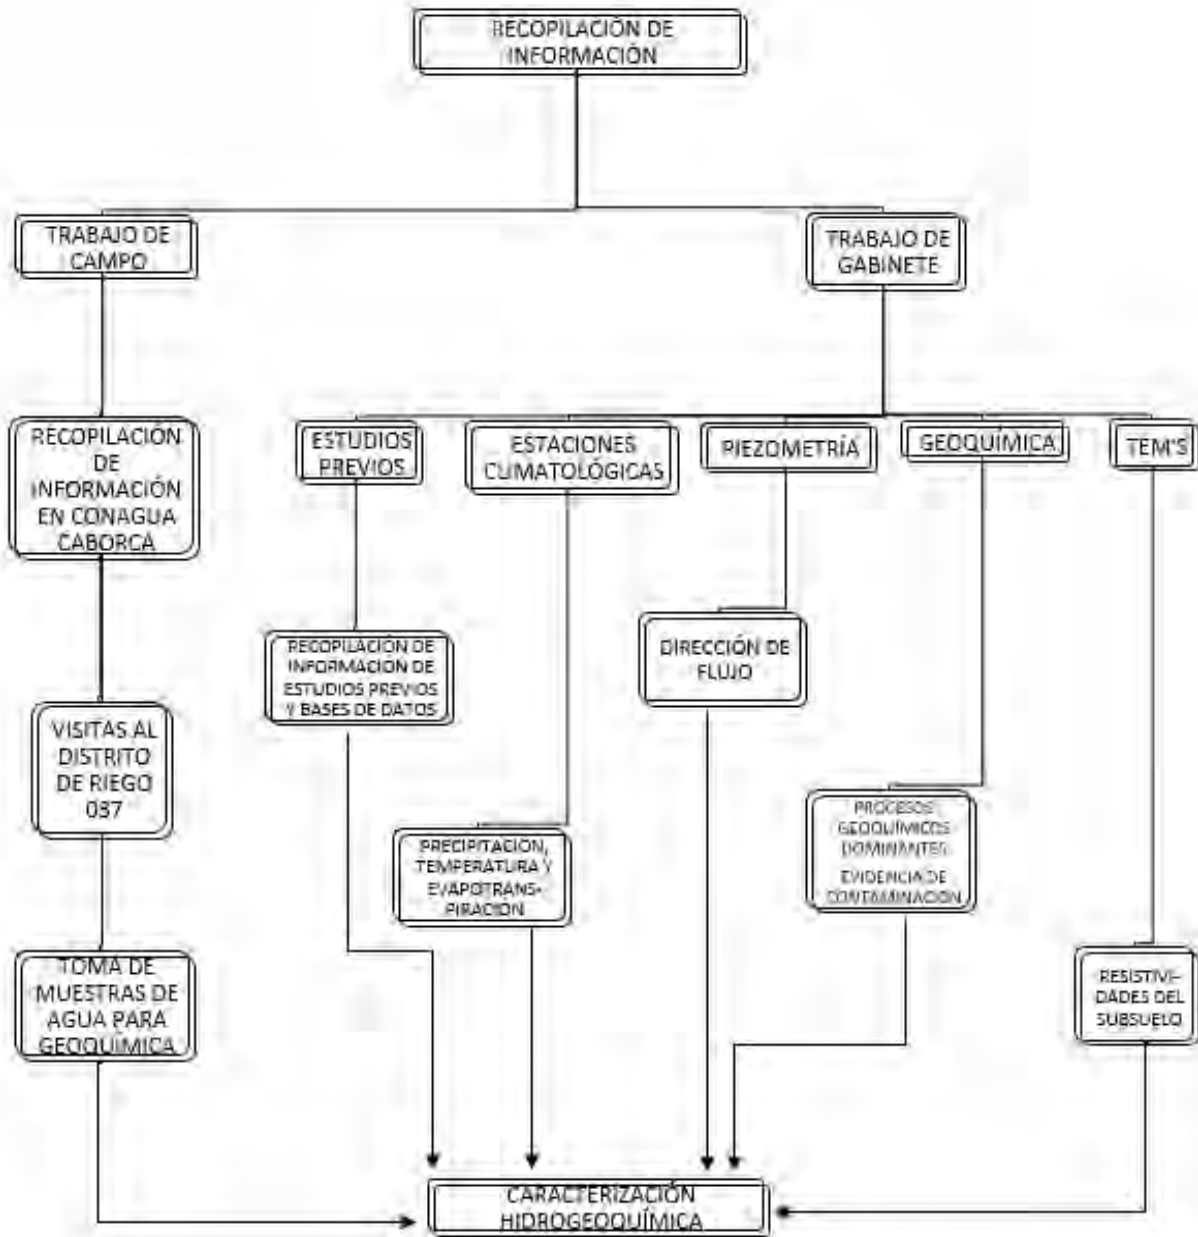 RECOPILACIÓN DE
INFORMACIÓN
TRABAJO DE
CAMPO
TRABAJO DE
GABINETE
RECOPILACIÓN
DE
INFORMACIÓN
EN CONAGUA
CABORCA
ESTUDIOS
PREVIOS
ESTACIONES
CLIMATOLÓGICAS
PIEZOMETRÍA
GEOQUÍMICA
TEM'S
RECOPILACIÓN DE
INFORMACIÓN DE
ESTUDIOS PREVIOS
Y BASES DE DATOS
DIRECCIÓN DE
FLUJO
VISITAS AL
DISTRITO
DE RIEGO
037
PRECIPITACIÓN,
TEMPERATURA Y
EVAPOTRANS-
PIRACIÓN
PROCESOS
GEOQUÍMICOS
DOMINANTES
EVIDENCIA DE
CONTAMINACIÓN
TOMA DE
MUESTRAS DE
AGUA PARA
GEOQUÍMICA
RESISTIVI-
DADES DEL
SUBSUELO
CARACTERIZACIÓN
HIDROGEOQUÍMICA